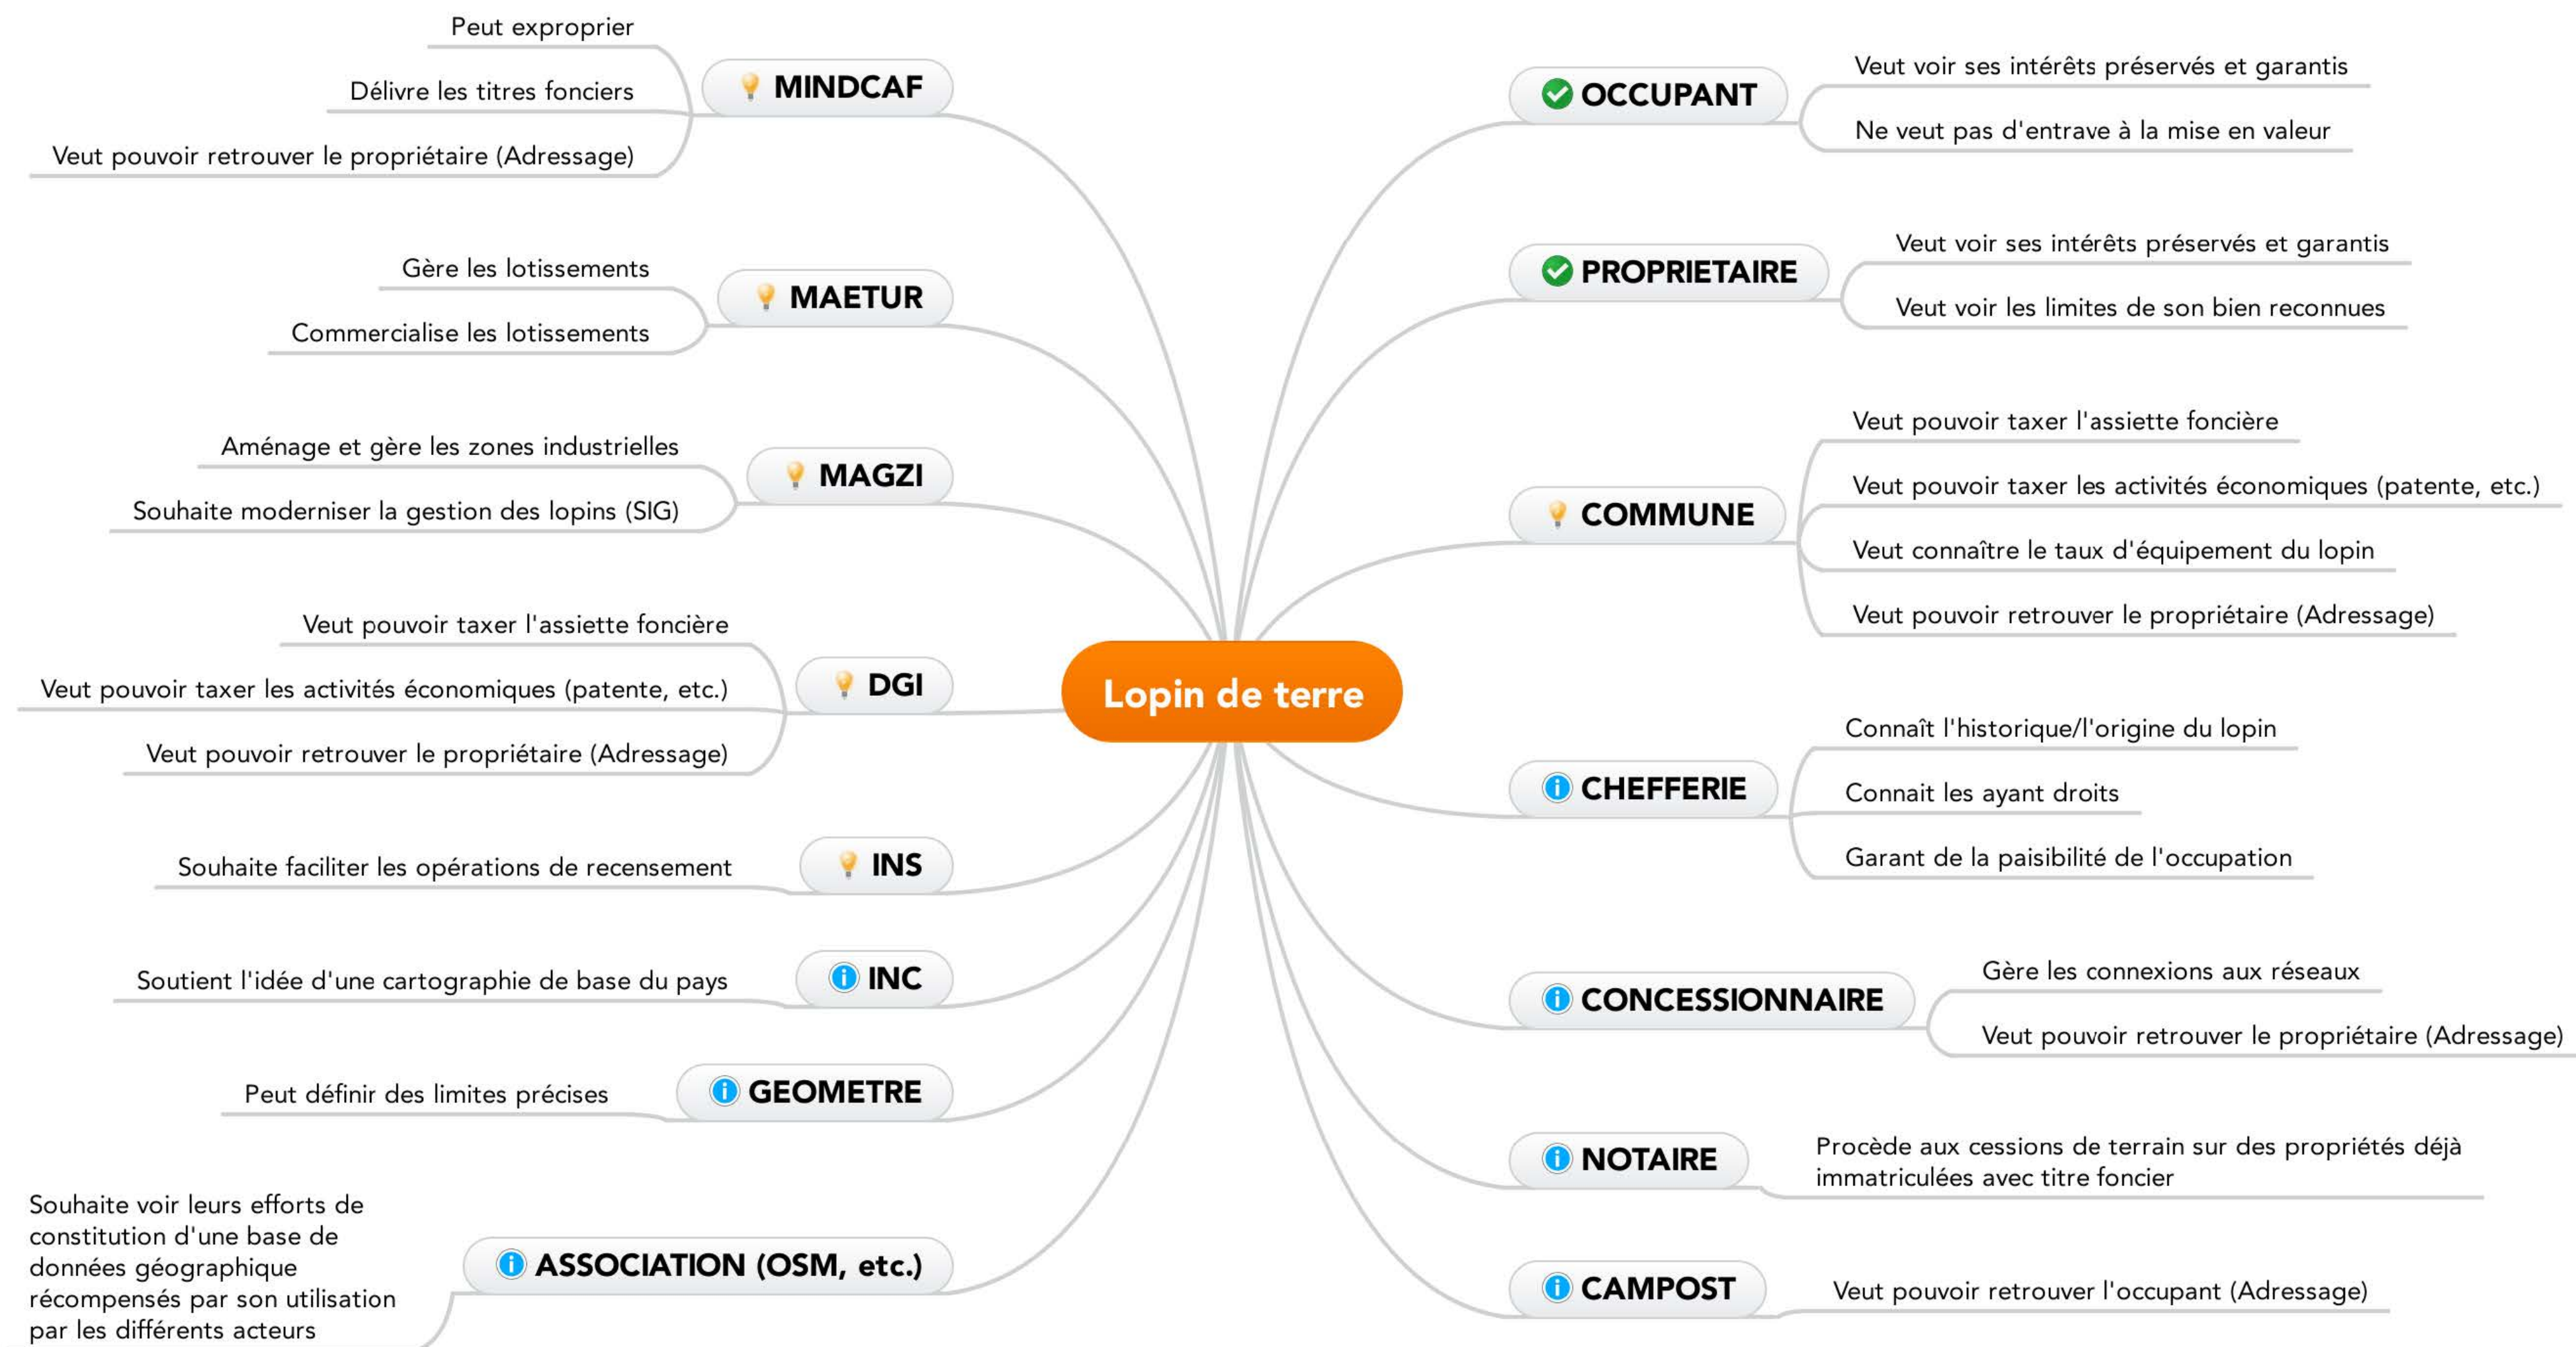 Lopin de terre
MINDCAF
Peut exproprier
Délivre les titres fonciers
Veut pouvoir retrouver le propriétaire (Adressage)
MAETUR
Gère les lotissements
Commercialise les lotissements
MAGZI
Aménage et gère les zones industrielles
Souhaite moderniser la gestion des lopins (SIG)
DGI
Veut pouvoir taxer l'assiette foncière
Veut pouvoir taxer les activités économiques (patente, etc.)
Veut pouvoir retrouver le propriétaire (Adressage)
INS
Souhaite faciliter les opérations de recensement
INC
Soutient l'idée d'une cartographie de base du pays
GEOMETRE
Peut définir des limites précises
ASSOCIATION (OSM, etc.)
Souhaite voir leurs efforts de
constitution d'une base de
données géographique
récompensés par son utilisation
par les différents acteurs
OCCUPANT
Veut voir ses intérêts préservés et garantis
Ne veut pas d'entrave à la mise en valeur
PROPRIETAIRE
Veut voir ses intérêts préservés et garantis
Veut voir les limites de son bien reconnues
COMMUNE
Veut pouvoir taxer l'assiette foncière
Veut pouvoir taxer les activités économiques (patente, etc.)
Veut connaître le taux d'équipement du lopin
Veut pouvoir retrouver le propriétaire (Adressage)
CHEFFERIE
Connaît l'historique/l'origine du lopin
Connait les ayant droits
Garant de la paisibilité de l'occupation
CONCESSIONNAIRE
Gère les connexions aux réseaux
Veut pouvoir retrouver le propriétaire (Adressage)
NOTAIRE
Procède aux cessions de terrain sur des propriétés déjà
immatriculées avec titre foncier
CAMPOST
Veut pouvoir retrouver l'occupant (Adressage)